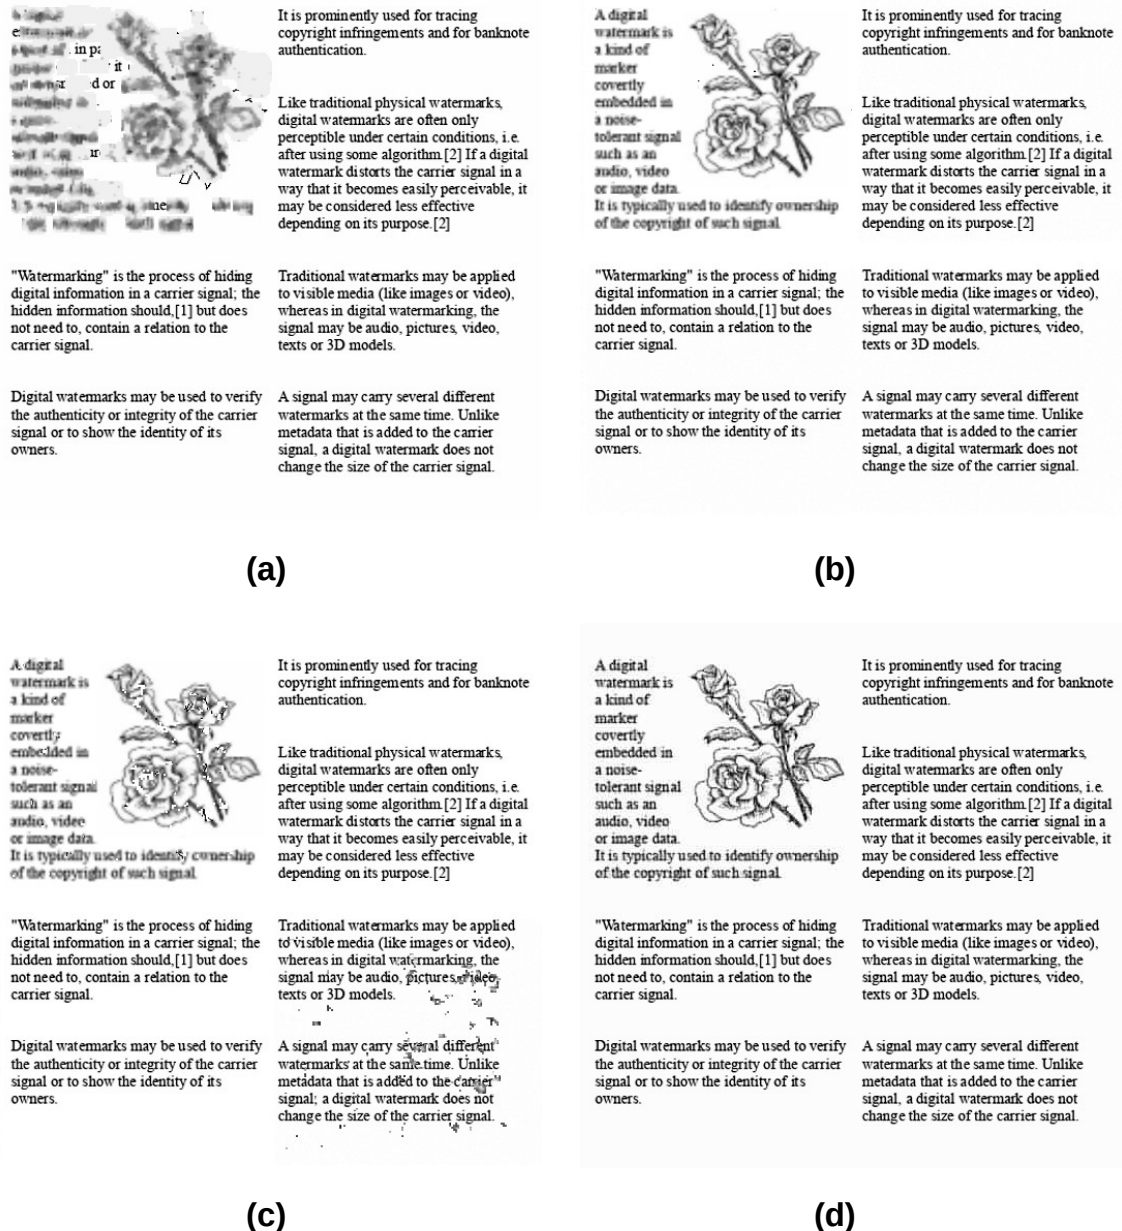 in
it
or
It is prominently used for tracing
copyright infringements and for banknote
authentication.
Like traditional physical watermarks,
digital watermarks are often only
perceptible under certain conditions, i.e.
after using some algorithm.[2] If a digital
watermark distorts the carrier signal in a
way that it becomes easily perceivable, it
may be considered less effective
depending on its purpose.[2]
"Watermarking" is the process of hiding
digital information in a carrier signal; the
hidden information should,[1] but does
not need to, contain a relation to the
carrier signal.
Traditional watermarks may be applied
to visible media (like images or video),
whereas in digital watermarking, the
signal may be audio, pictures, video,
texts or 3D models.
Digital watermarks may be used to verify
the authenticity or integrity of the carrier
signal or to show the identity of its
owners.
A signal may carry several different
watermarks at the same time. Unlike
metadata that is added to the carrier
signal, a digital watermark does not
change the size of the carrier signal.
(a)
A digital
watermark is
a kind of
marker
covertly
embedded in
a noise-
tolerant signal
such as an
audio, video
or image data.
It is typically used to identify ownership
of the copyright of such signal.
It is prominently used for tracing
copyright infringements and for banknote
authentication.
Like traditional physical watermarks,
digital watermarks are often only
perceptible under certain conditions, i.e.
after using some algorithm.[2] If a digital
watermark distorts the carrier signal in a
way that it becomes easily perceivable, it
may be considered less effective
depending on its purpose.[2]
"Watermarking" is the process of hiding
digital information in a carrier signal; the
hidden information should,[1] but does
not need to, contain a relation to the
carrier signal.
Traditional watermarks may be applied
to visible media (like images or video),
whereas in digital watermarking, the
signal may be audio, pictures, video,
texts or 3D models.
Digital watermarks may be used to verify
the authenticity or integrity of the carrier
signal or to show the identity of its
owners.
A signal may carry several different
watermarks at the same time. Unlike
metadata that is added to the carrier
signal, a digital watermark does not
change the size of the carrier signal.
(b)
A digital
watermark is
a kind of
marker
covertly
embedded in
a noise-
tolerant signal
such as an
audio, video
or image data.
It is typically used to identify ownership
of the copyright of such signal.
It is prominently used for tracing
copyright infringements and for banknote
authentication.
Like traditional physical watermarks,
digital watermarks are often only
perceptible under certain conditions, i.e.
after using some algorithm.[2] If a digital
watermark distorts the carrier signal in a
way that it becomes easily perceivable, it
may be considered less effective
depending on its purpose.[2]
"Watermarking" is the process of hiding
digital information in a carrier signal; the
hidden information should,[1] but does
not need to, contain a relation to the
carrier signal.
Traditional watermarks may be applied
to visible media (like images or video),
whereas in digital watermarking, the
signal may be audio, pictures, video,
texts or 3D models.
Digital watermarks may be used to verify
the authenticity or integrity of the carrier
signal or to show the identity of its
owners.
A signal may carry several different
watermarks at the same time. Unlike
metadata that is added to the carrier
signal; a digital watermark does not
change the size of the carrier signal.
(c)
A digital
watermark is
a kind of
marker
covertly
embedded in
a noise-
tolerant signal
such as an
audio, video
or image data.
It is typically used to identify ownership
of the copyright of such signal.
It is prominently used for tracing
copyright infringements and for banknote
authentication.
Like traditional physical watermarks,
digital watermarks are often only
perceptible under certain conditions, i.e.
after using some algorithm.[2] If a digital
watermark distorts the carrier signal in a
way that it becomes easily perceivable, it
may be considered less effective
depending on its purpose.[2]
"Watermarking" is the process of hiding
digital information in a carrier signal; the
hidden information should,[1] but does
not need to, contain a relation to the
carrier signal.
Traditional watermarks may be applied
to visible media (like images or video),
whereas in digital watermarking, the
signal may be audio, pictures, video,
texts or 3D models.
Digital watermarks may be used to verify
the authenticity or integrity of the carrier
signal or to show the identity of its
owners.
A signal may carry several different
watermarks at the same time. Unlike
metadata that is added to the carrier
signal, a digital watermark does not
change the size of the carrier signal.
(d)